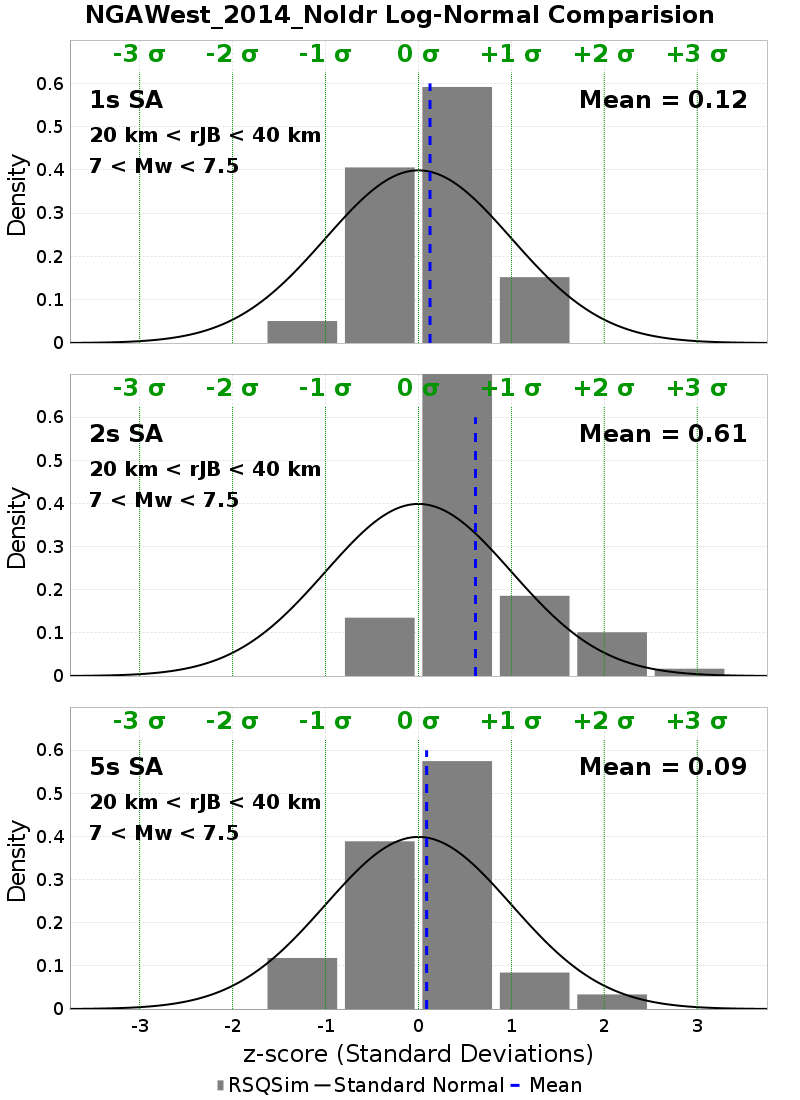 NGAWest_2014_NoIdr Log-Normal Comparision
-3 σ -2 σ -1 σ 0 σ +1 σ +2 σ +3 σ
0.6
1s SA Mean = 0.12
0.5
20 km < rJB < 40 km
7 < Mw < 7.5
0.4
Density
0.3
0.2
0.1
0
-3 σ -2 σ -1 σ 0 σ +1 σ +2 σ +3 σ
0.6
2s SA Mean = 0.61
0.5
20 km < rJB < 40 km
7 < Mw < 7.5
0.4
Density
0.3
0.2
0.1
0
-3 σ -2 σ -1 σ 0 σ +1 σ +2 σ +3 σ
0.6
5s SA Mean = 0.09
0.5
20 km < rJB < 40 km
7 < Mw < 7.5
0.4
Density
0.3
0.2
0.1
0
-3 -2 -1 0 1 2 3
z-score (Standard Deviations)
RSQSim Standard Normal Mean